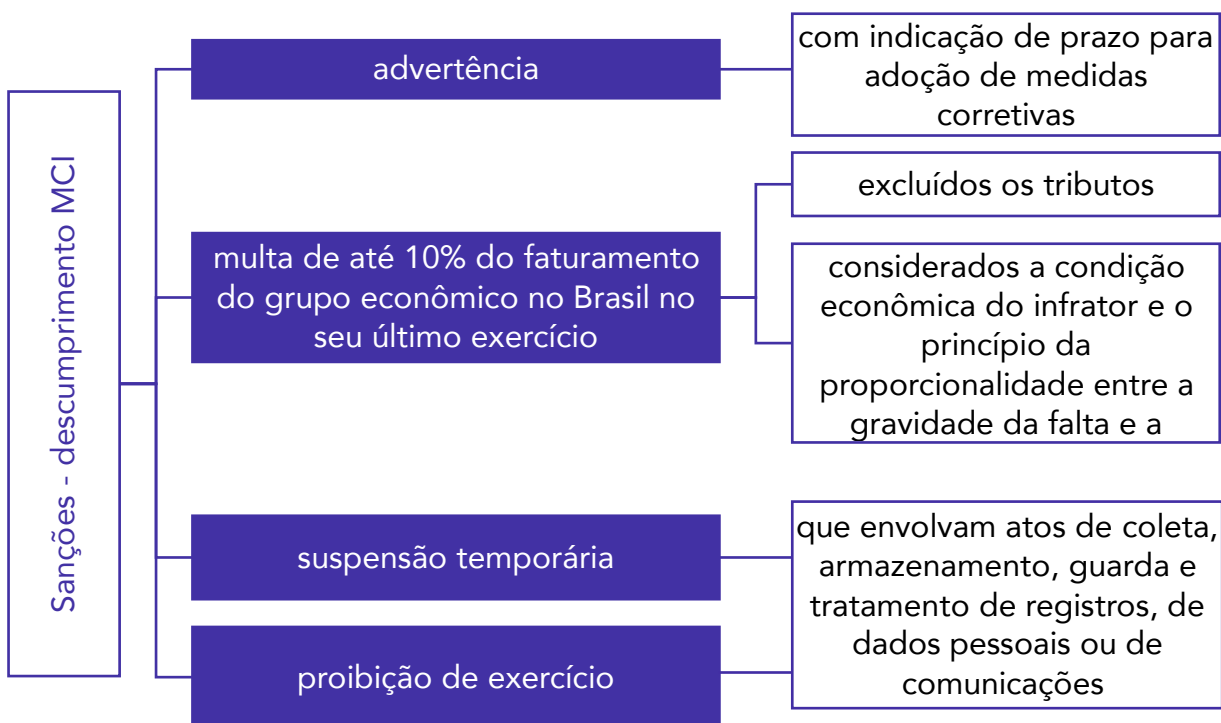 Sanções - descumprimento MCI
advertência
com indicação de prazo para
adoção de medidas
corretivas
multa de até 10% do faturamento
do grupo econômico no Brasil no
seu último exercício
excluídos os tributos
considerados a condição
econômica do infrator e o
princípio da
proporcionalidade entre a
gravidade da falta e a
suspensão temporária
proibição de exercício
que envolvam atos de coleta,
armazenamento, guarda e
tratamento de registros, de
dados pessoais ou de
comunicações